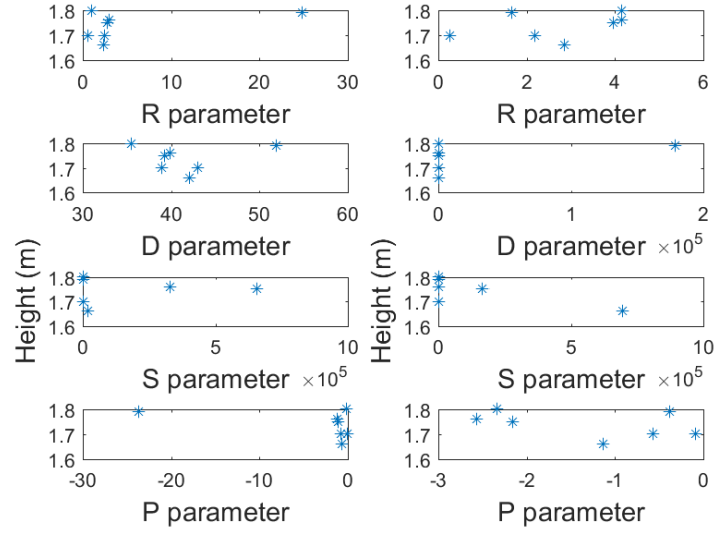 1.8
1.7
1.6
0 10 20 30
R parameter
1.8
1.7
1.6
0 2 4 6
R parameter
1.8
1.7
1.6
30 40 50 60
D parameter
1.8
1.7
1.6
0 1 2
D parameter ×10^5
Height (m)
1.8
1.7
1.6
0 5 10
S parameter ×10^5
Height (m)
1.8
1.7
1.6
0 5 10
S parameter ×10^5
1.8
1.7
1.6
-30 -20 -10 0
P parameter
1.8
1.7
1.6
-3 -2 -1 0
P parameter